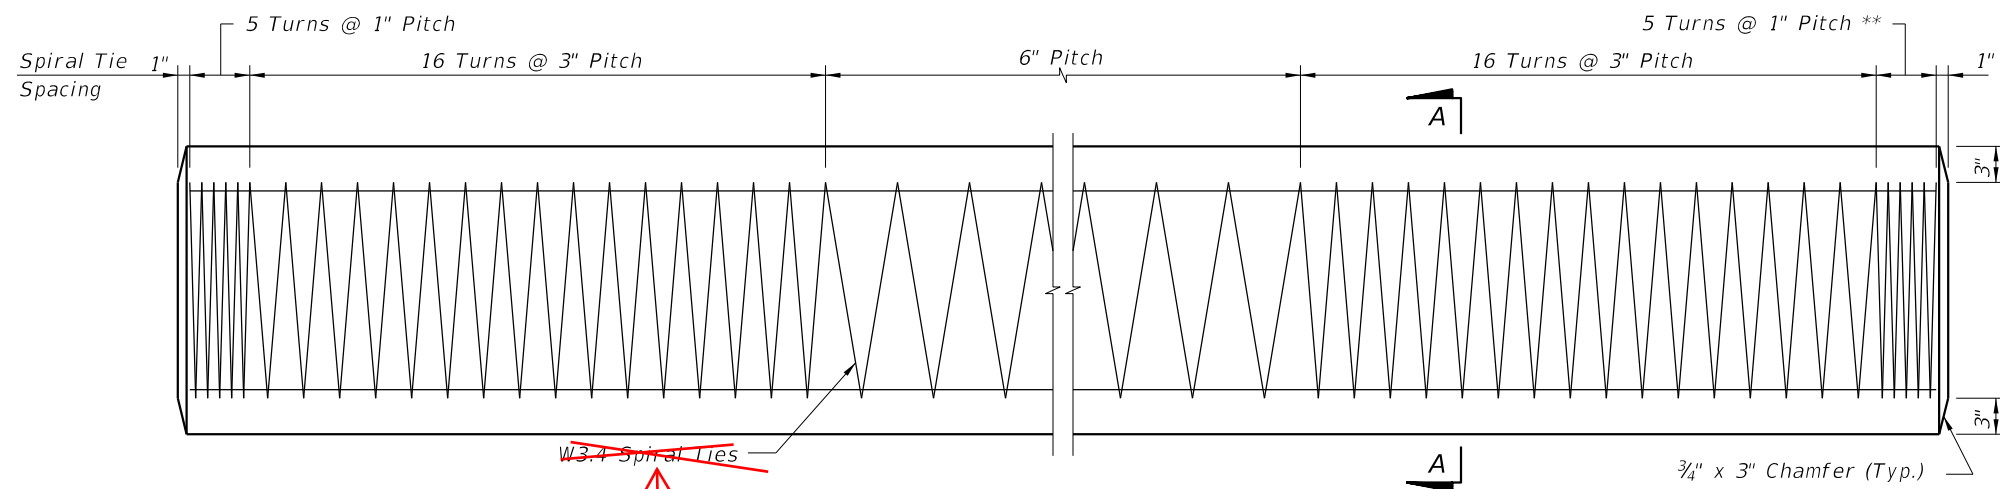 5 Turns @ 1" Pitch
5 Turns @ 1" Pitch **
Spiral Tie
Spacing
1"
16 Turns @ 3" Pitch
6" Pitch
16 Turns @ 3" Pitch
1"
A
3"
3"
W3.4 Spiral Ties
A
¾" x 3" Chamfer (Typ.)